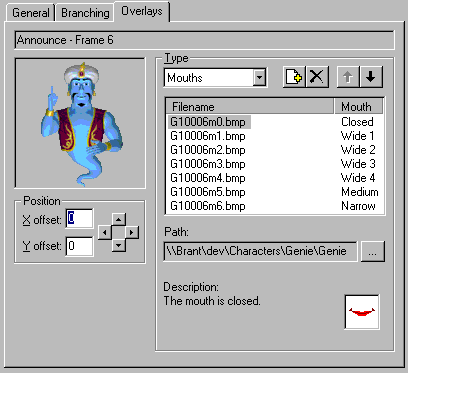 General Branching Overlays
Announce - Frame 6
Type
Mouths
Filename Mouth
G10006m0.bmp Closed
G10006m1.bmp Wide 1
G10006m2.bmp Wide 2
G10006m3.bmp Wide 3
G10006m4.bmp Wide 4
G10006m5.bmp Medium
G10006m6.bmp Narrow
Position
X offset: 0
Y offset: 0
Path:
\\Brant\dev\Characters\Genie\Genie ...
Description:
The mouth is closed.